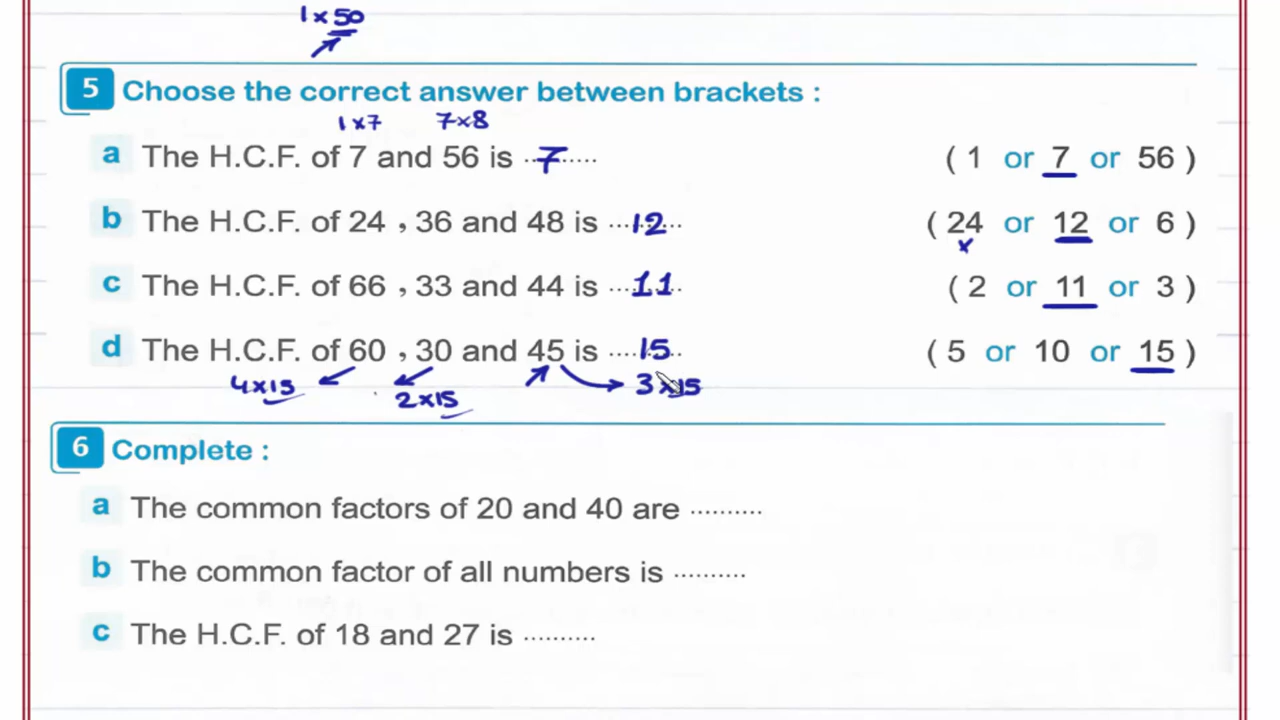 1 × 50
5 Choose the correct answer between brackets :
1 × 7 7 × 8
a The H.C.F. of 7 and 56 is ...7...... ( 1 or 7 or 56 )
b The H.C.F. of 24 , 36 and 48 is ...12... ( 24 or 12 or 6 )
x
c The H.C.F. of 66 , 33 and 44 is ...11... ( 2 or 11 or 3 )
d The H.C.F. of 60 , 30 and 45 is ....15.. ( 5 or 10 or 15 )
4×15 2×15 3×15
6 Complete :
a The common factors of 20 and 40 are ..........
b The common factor of all numbers is ..........
c The H.C.F. of 18 and 27 is ..........